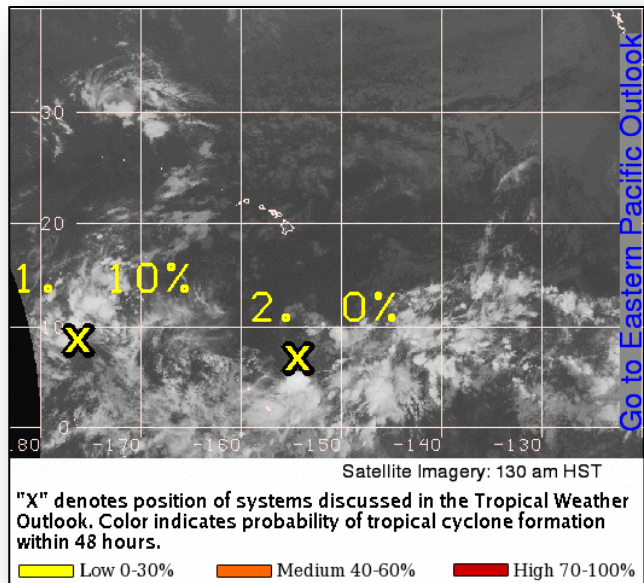 30
20
1. 10%
2. 0%
10
0
.80 -170 -160 -150 -140 -130
Go to Eastern Pacific Outlook
Satellite Imagery: 130 am HST
"X" denotes position of systems discussed in the Tropical Weather
Outlook. Color indicates probability of tropical cyclone formation
within 48 hours.
Low 0-30% Medium 40-60% High 70-100%